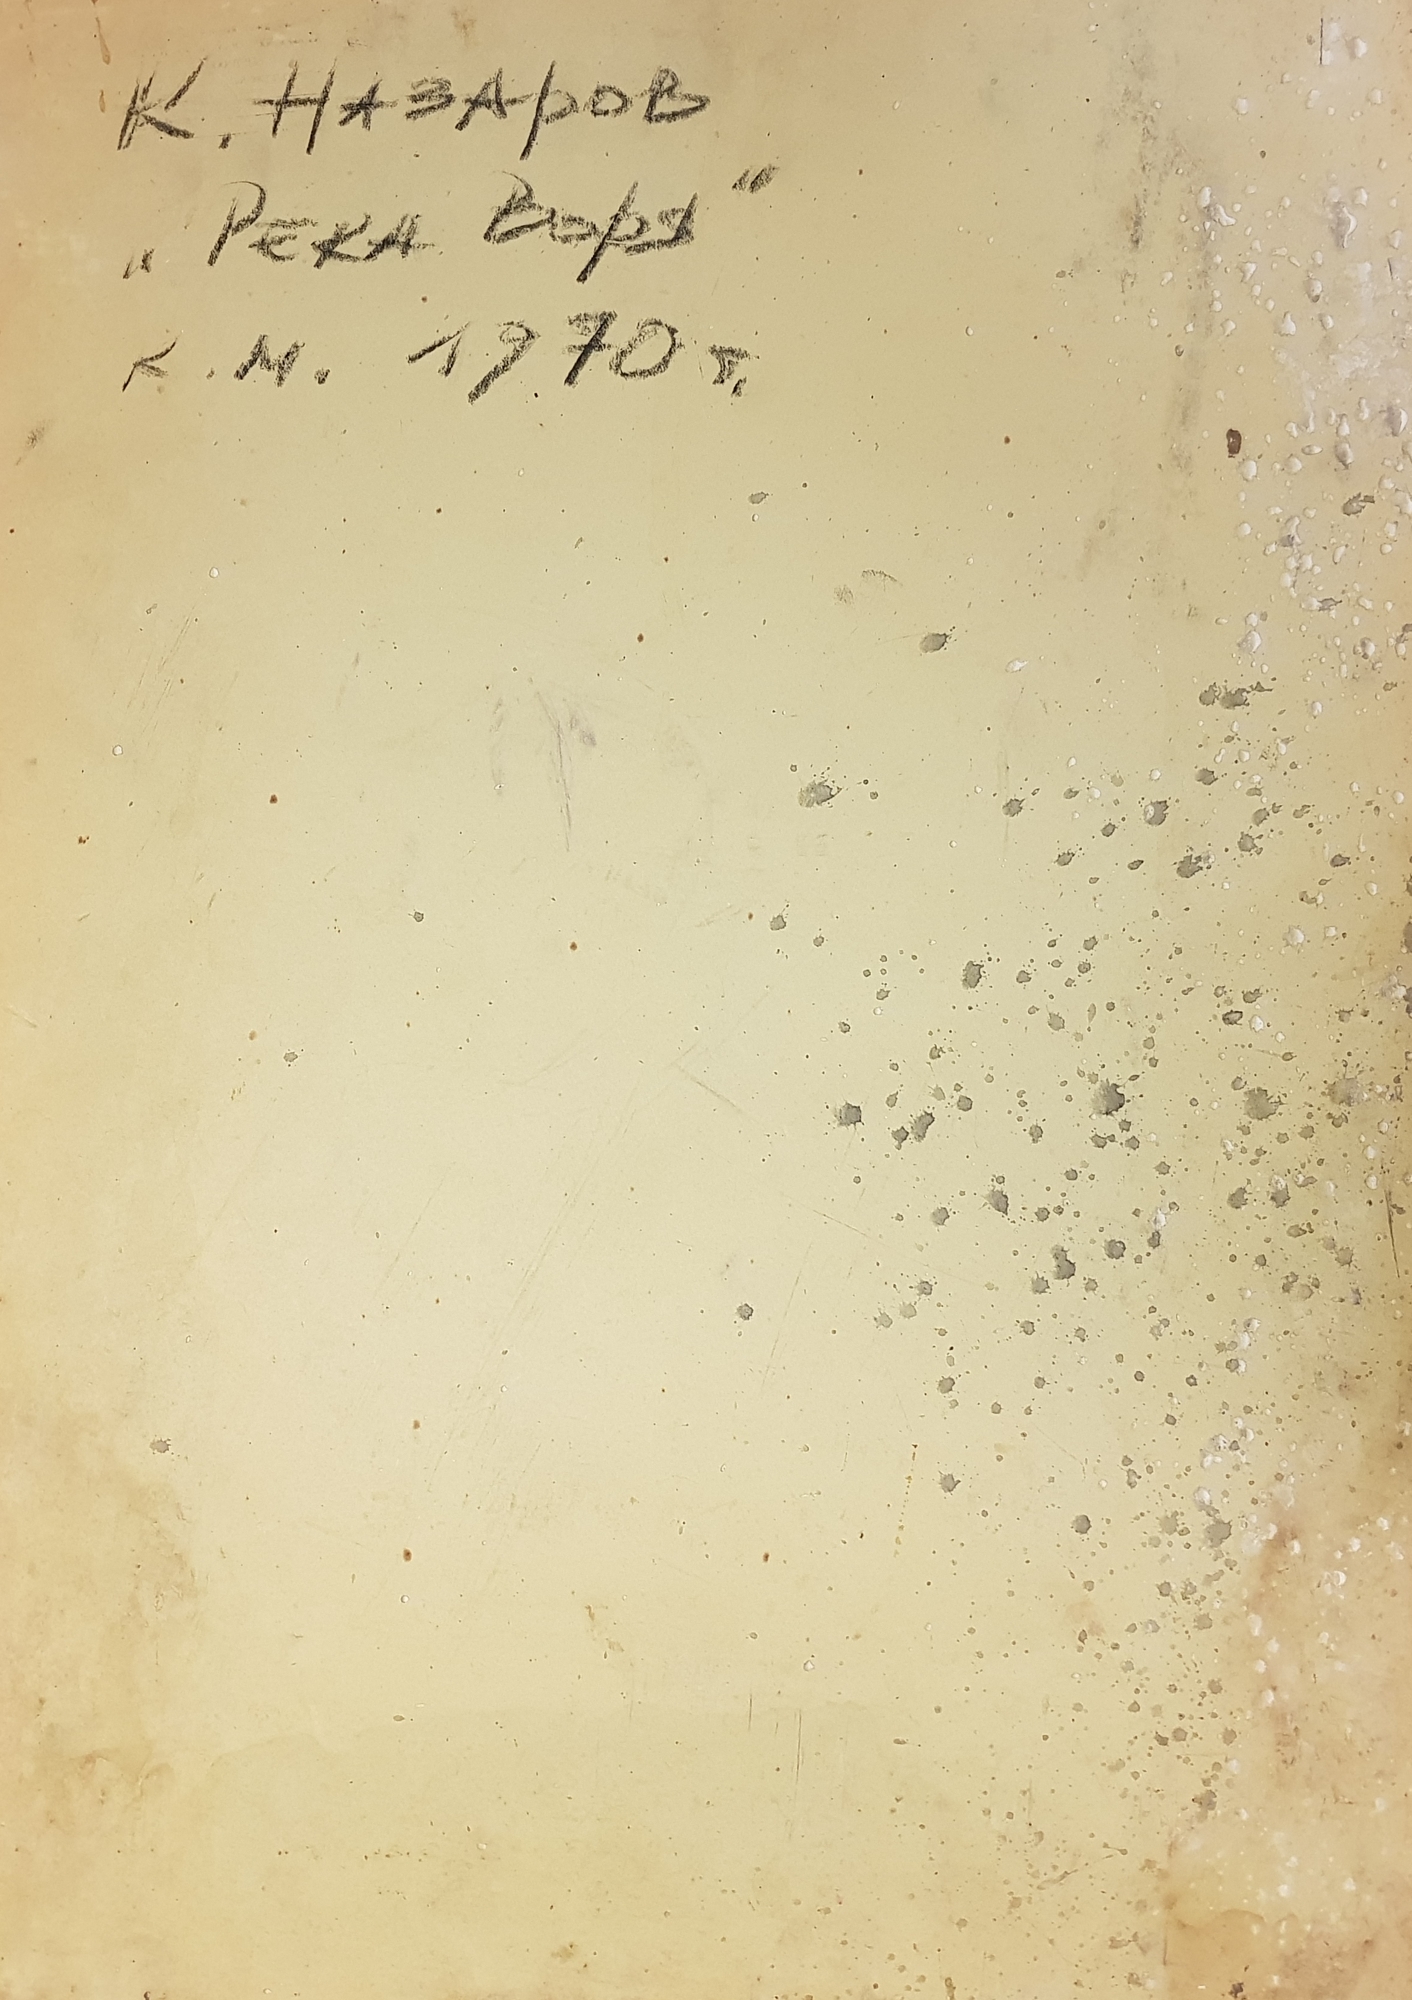 К. Назаров
„Река Воря“
к.м. 1970 г.